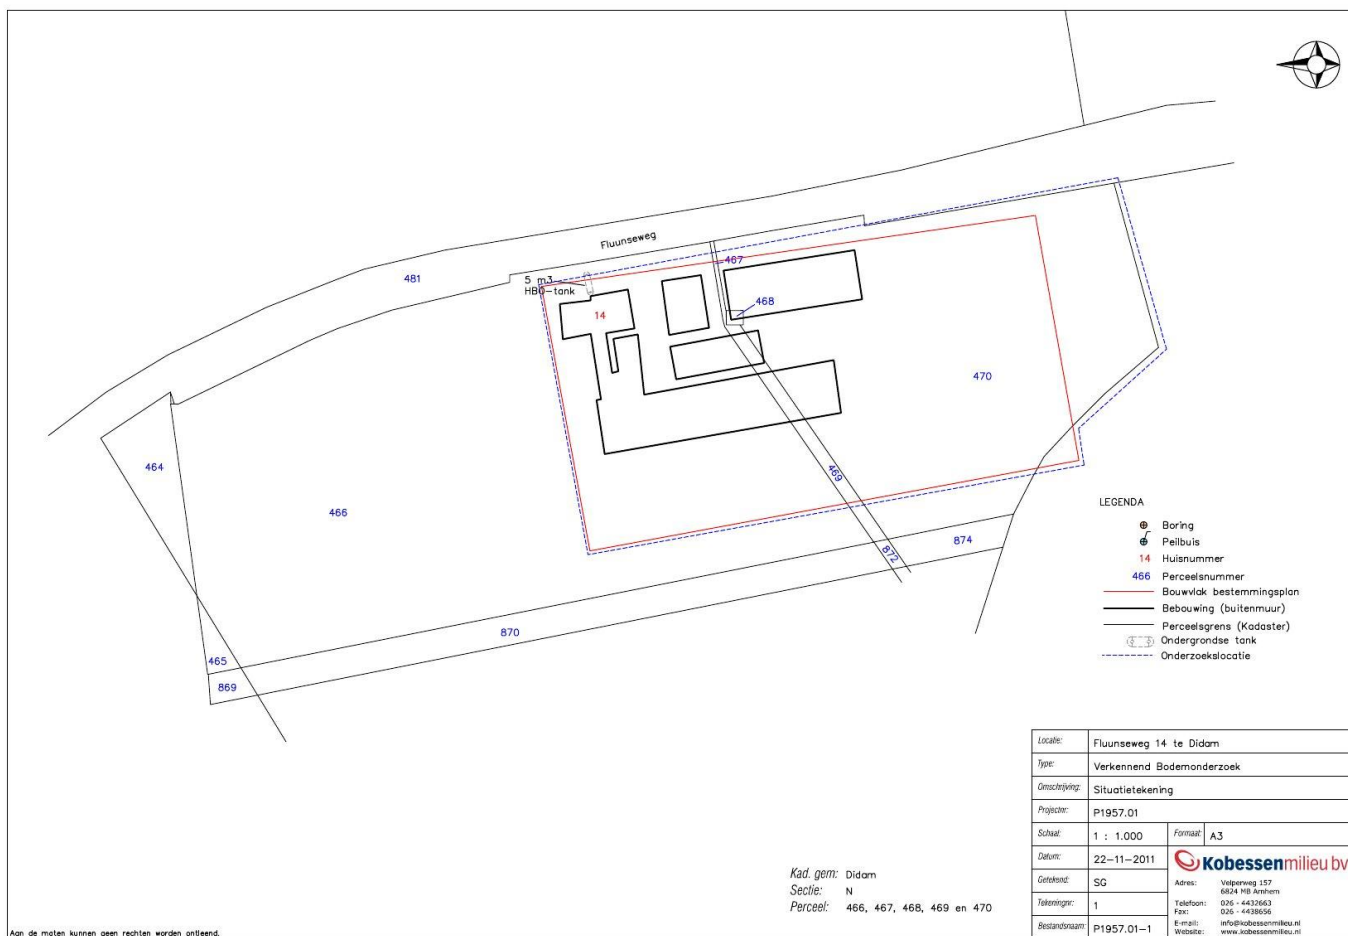 Fluunseweg
481
5 m3
HBO-tank
14
467
468
470
464
466
469
872
874
870
465
869
LEGENDA
Boring
Peilbuis
14 Huisnummer
466 Perceelsnummer
Bouwvlak bestemmingsplan
Bebouwing (buitenmuur)
Perceelsgrens (Kadaster)
Ondergrondse tank
Onderzoekslocatie
Locatie: Fluunseweg 14 te Didam
Type: Verkennend Bodemonderzoek
Omschrijving: Situatietekening
Projectnr: P1957.01
Schaal: 1 : 1.000 Formaat: A3
Datum: 22-11-2011
Getekend: SG
Tekeningnr: 1
Bestandsnaam: P1957.01-1
Kobessenmilieu bv
Adres: Velperweg 157
6824 MB Arnhem
Telefoon: 026 - 4432663
Fax: 026 - 4438656
E-mail: info@kobessenmilieu.nl
Website: www.kobessenmilieu.nl
Kad. gem: Didam
Sectie: N
Perceel: 466, 467, 468, 469 en 470
Aan de maten kunnen geen rechten worden ontleend.